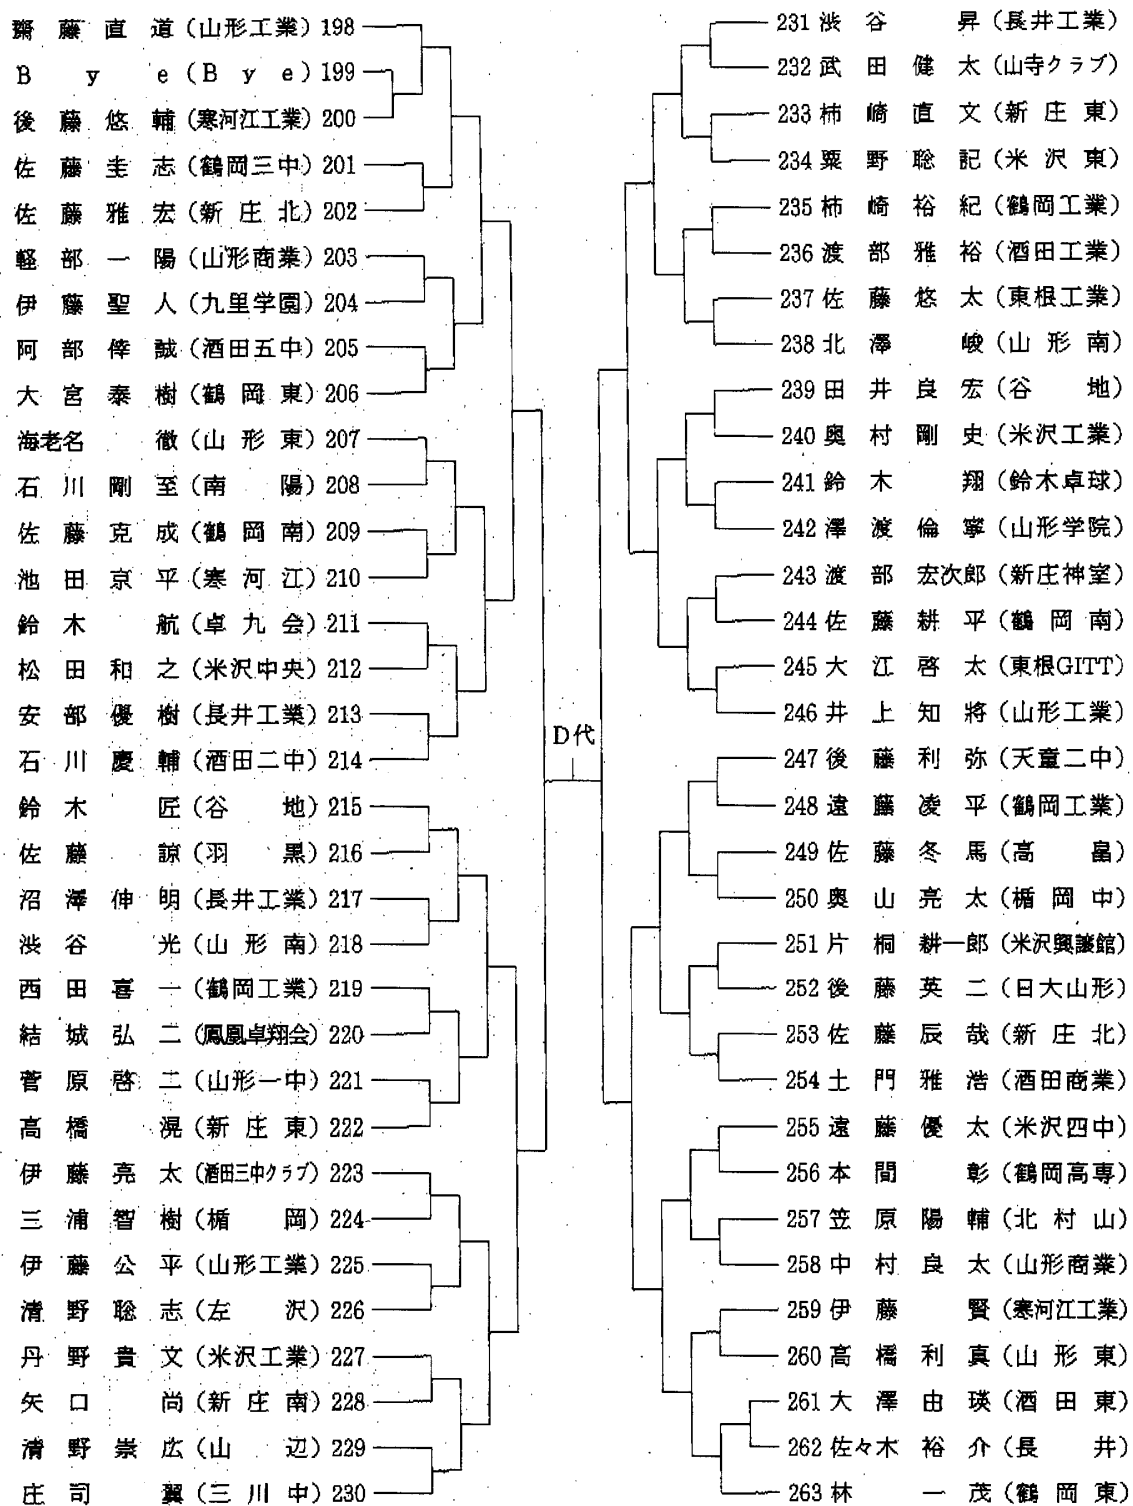 齋藤直道(山形工業)198
Bye(Bye)199
後藤悠輔(寒河江工業)200
佐藤圭志(鶴岡三中)201
佐藤雅宏(新庄北)202
軽部一陽(山形商業)203
伊藤聖人(九里学園)204
阿部倖誠(酒田五中)205
大宮泰樹(鶴岡東)206
海老名徹(山形東)207
石川剛至(南陽)208
佐藤克成(鶴岡南)209
池田京平(寒河江)210
鈴木航(卓九会)211
松田和之(米沢中央)212
安部優樹(長井工業)213
石川慶輔(酒田二中)214
鈴木匠(谷地)215
佐藤諒(羽黒)216
沼澤伸明(長井工業)217
渋谷光(山形南)218
西田喜一(鶴岡工業)219
結城弘二(鳳凰卓翔会)220
菅原啓二(山形一中)221
高橋滉(新庄東)222
伊藤亮太(酒田三中クラブ)223
三浦智樹(楯岡)224
伊藤公平(山形工業)225
清野聡志(左沢)226
丹野貴文(米沢工業)227
矢口尚(新庄南)228
清野崇広(山辺)229
庄司翼(三川中)230
D代
231渋谷昇(長井工業)
232武田健太(山寺クラブ)
233柿崎直文(新庄東)
234粟野聡記(米沢東)
235柿崎裕紀(鶴岡工業)
236渡部雅裕(酒田工業)
237佐藤悠太(東根工業)
238北澤峻(山形南)
239田井良宏(谷地)
240奥村剛史(米沢工業)
241鈴木翔(鈴木卓球)
242澤渡倫寧(山形学院)
243渡部宏次郎(新庄神室)
244佐藤耕平(鶴岡南)
245大江啓太(東根GITT)
246井上知將(山形工業)
247後藤利弥(天童二中)
248遠藤凌平(鶴岡工業)
249佐藤冬馬(高畠)
250奥山亮太(楯岡中)
251片桐耕一郎(米沢興譲館)
252後藤英二(日大山形)
253佐藤辰哉(新庄北)
254土門雅浩(酒田商業)
255遠藤優太(米沢四中)
256本間彰(鶴岡高専)
257笠原陽輔(北村山)
258中村良太(山形商業)
259伊藤賢(寒河江工業)
260高橋利真(山形東)
261大澤由瑛(酒田東)
262佐々木裕介(長井)
263林一茂(鶴岡東)